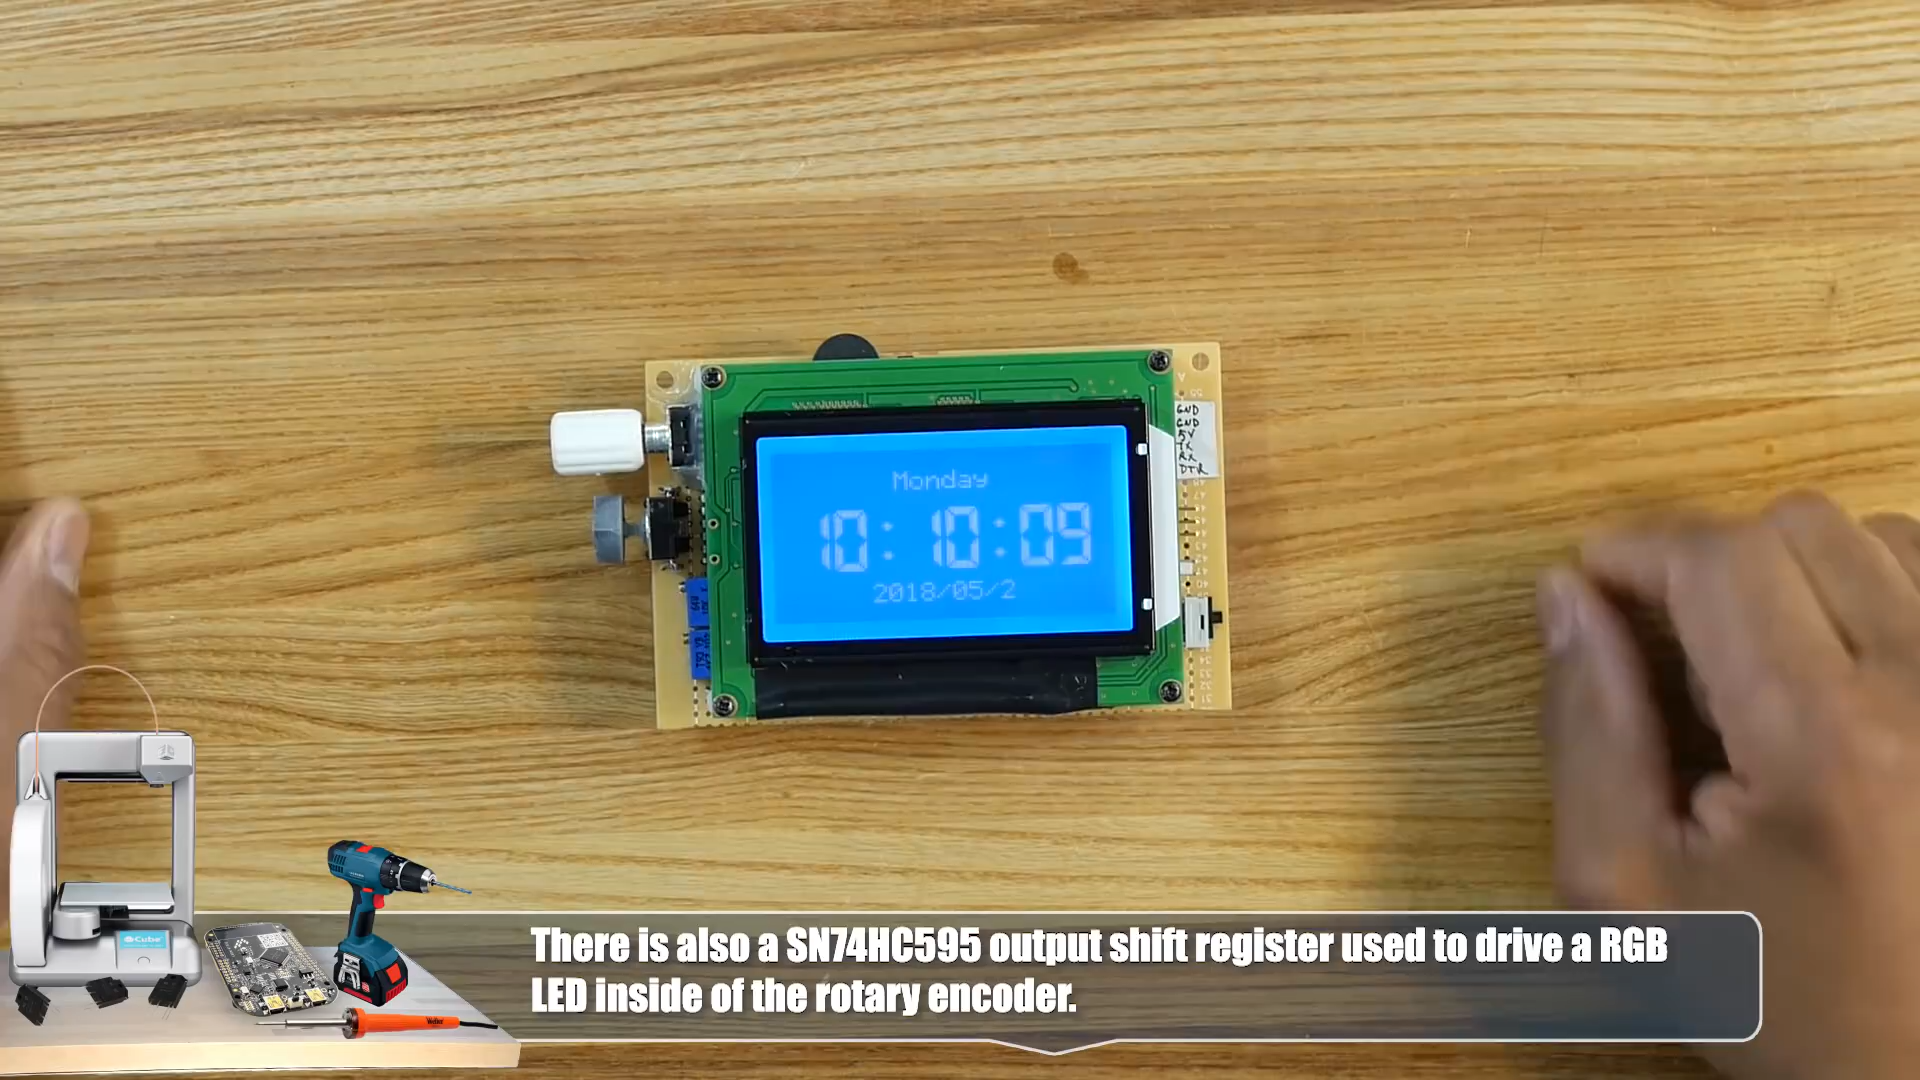 Monday
10:10:09
2018/05/2
GND
GND
5V
TX
RX
DTR
Cube
There is also a SN74HC595 output shift register used to drive a RGB
LED inside of the rotary encoder.